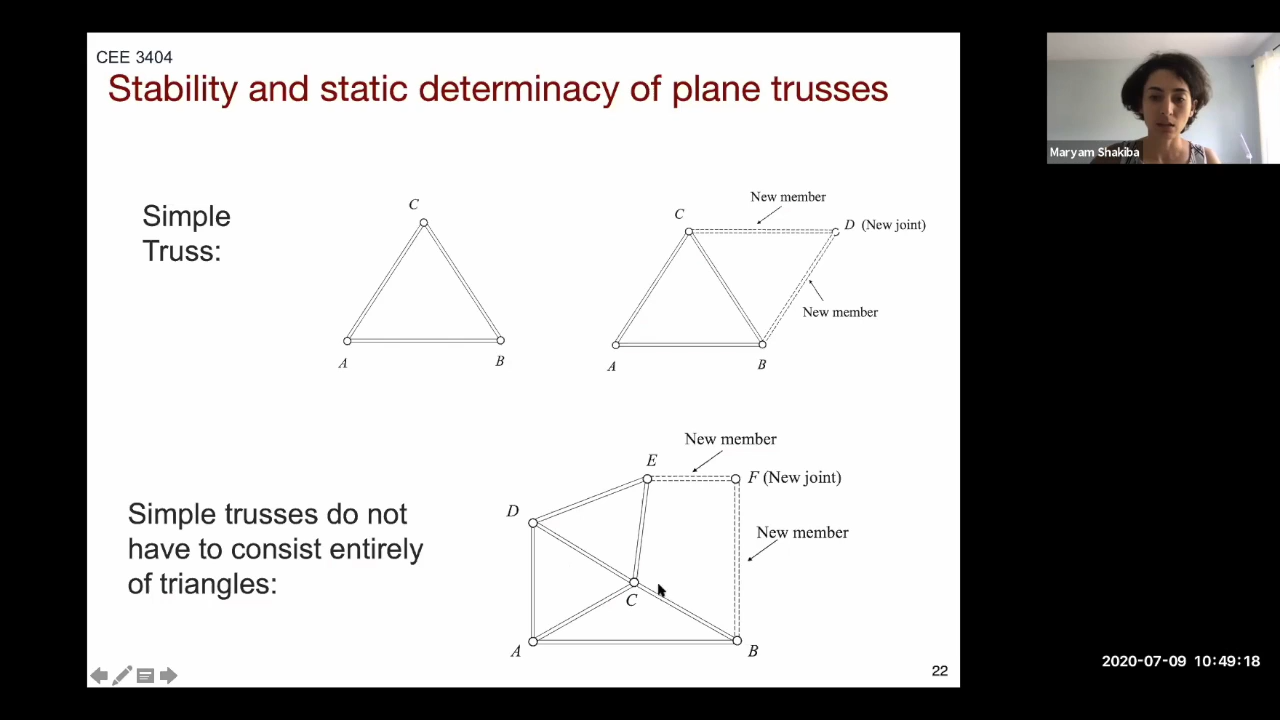 CEE 3404
Stability and static determinacy of plane trusses
Maryam Shakiba
Simple
Truss:
C
A
B
New member
C
D (New joint)
New member
A
B
New member
E
F (New joint)
D
New member
Simple trusses do not
have to consist entirely
of triangles:
C
A
B
22
2020-07-09 10:49:18